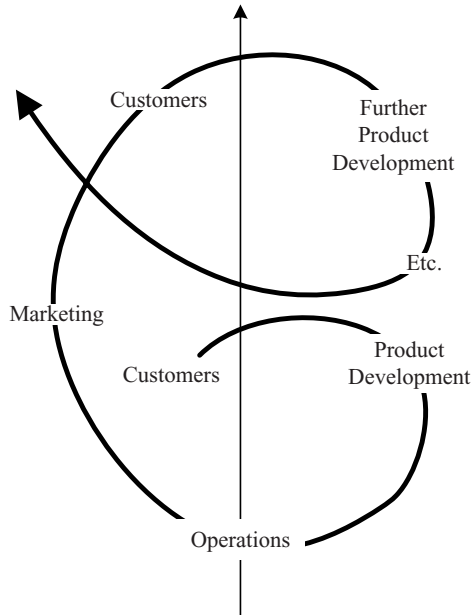 Customers
Further
Product
Development
Etc.
Marketing
Customers
Product
Development
Operations